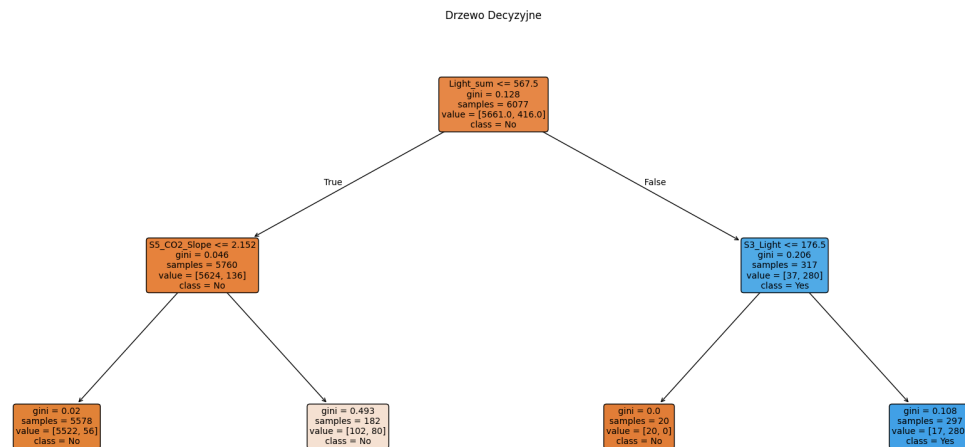 Drzewo Decyzyjne
Light_sum <= 567.5
gini = 0.128
samples = 6077
value = [5661.0, 416.0]
class = No
True
False
S5_CO2_Slope <= 2.152
gini = 0.046
samples = 5760
value = [5624, 136]
class = No
S3_Light <= 176.5
gini = 0.206
samples = 317
value = [37, 280]
class = Yes
gini = 0.02
samples = 5578
value = [5522, 56]
class = No
gini = 0.493
samples = 182
value = [102, 80]
class = No
gini = 0.0
samples = 20
value = [20, 0]
class = No
gini = 0.108
samples = 297
value = [17, 280]
class = Yes